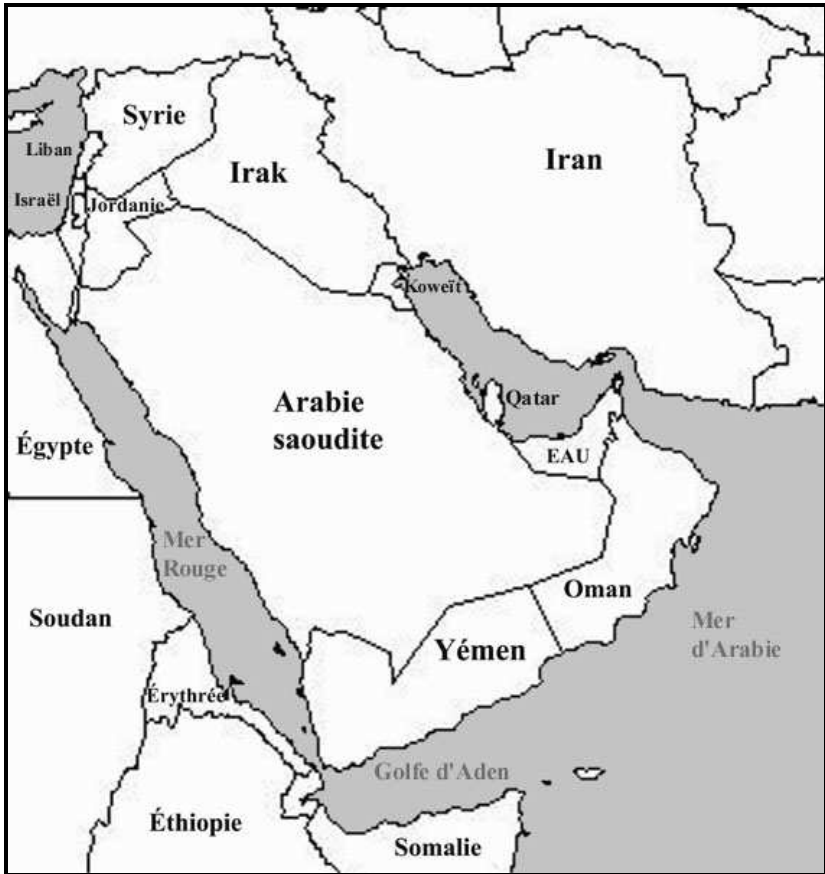 Syrie
Liban
Irak
Iran
Israël
Jordanie
Koweït
Arabie
saoudite
Qatar
Égypte
EAU
Mer
Rouge
Oman
Soudan
Mer
d'Arabie
Yémen
Érythrée
Golfe d'Aden
Éthiopie
Somalie